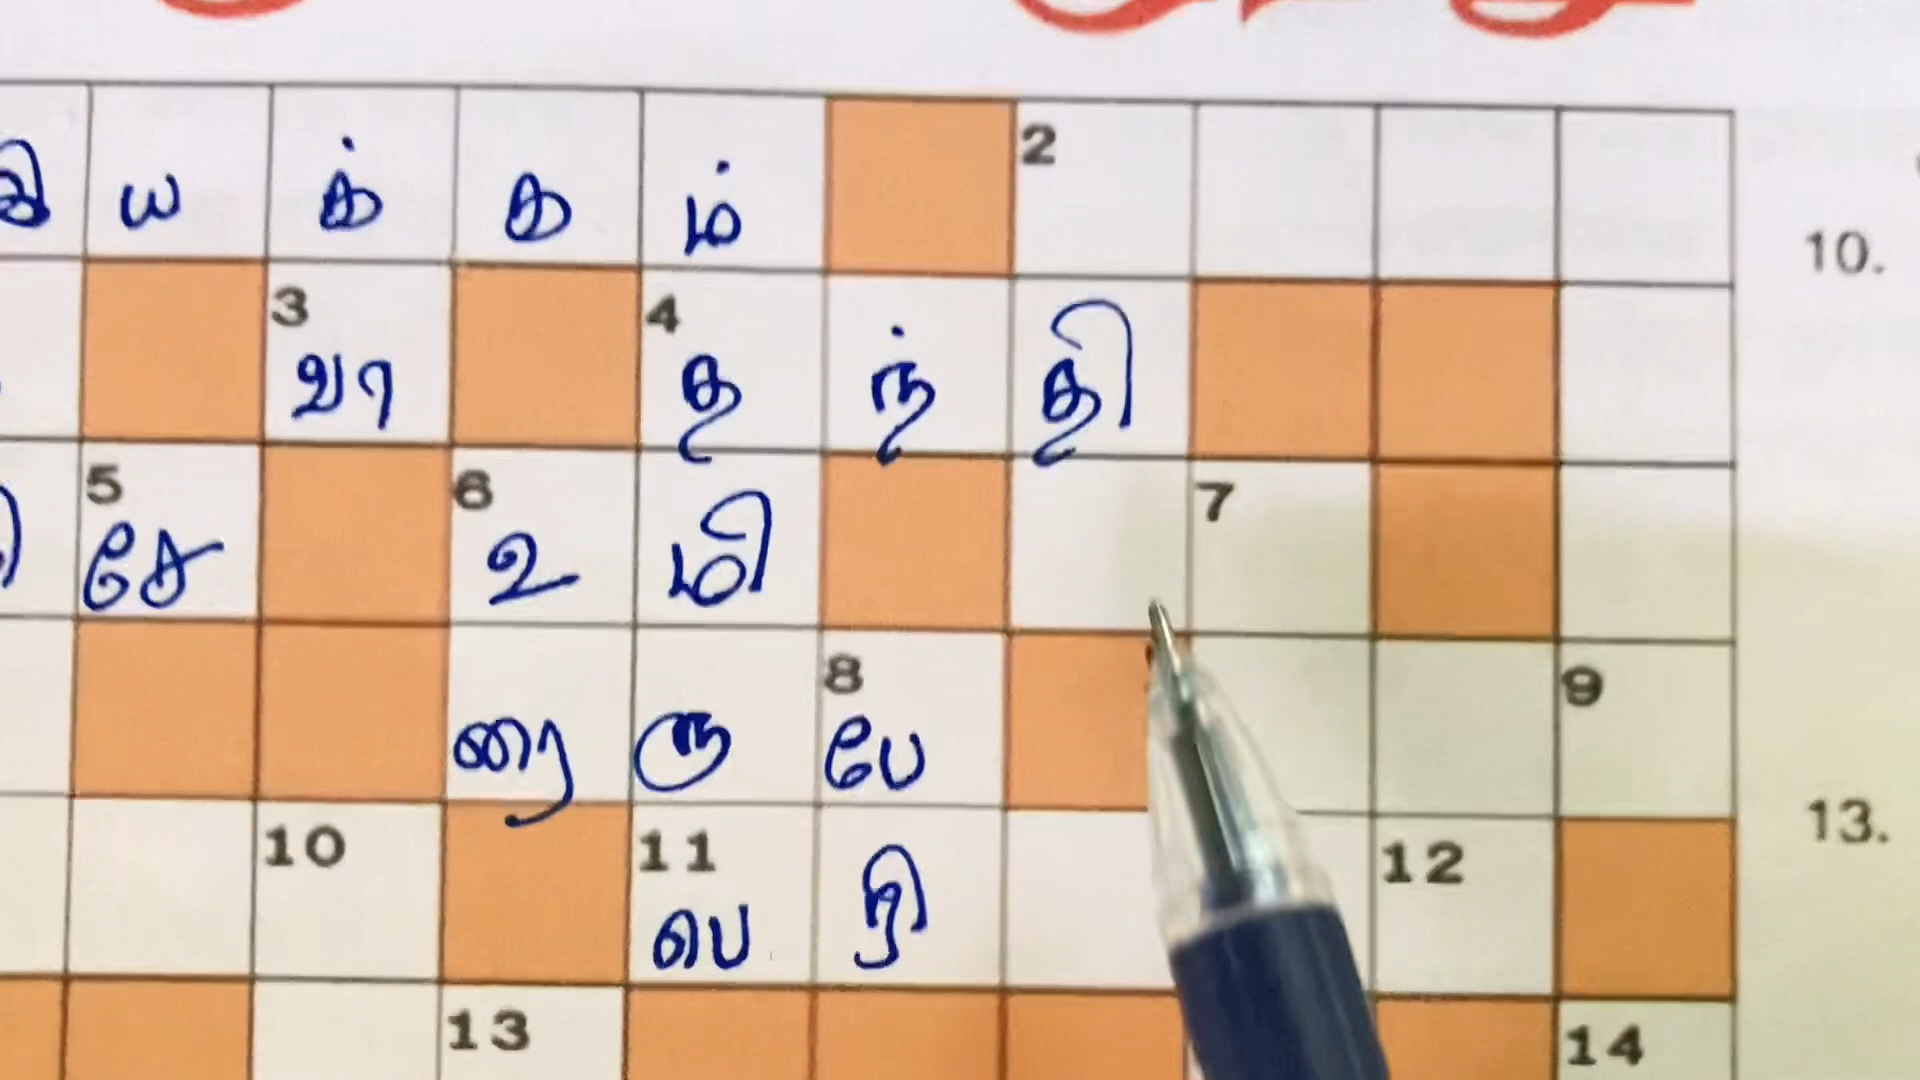 ய க் க ம் 2
3 வா 4 த ந் தி
5 சே 6 உ மி 7
ரை ரு 8 பே 9
10 11 பெ ரி 12
13 14
10.
13.